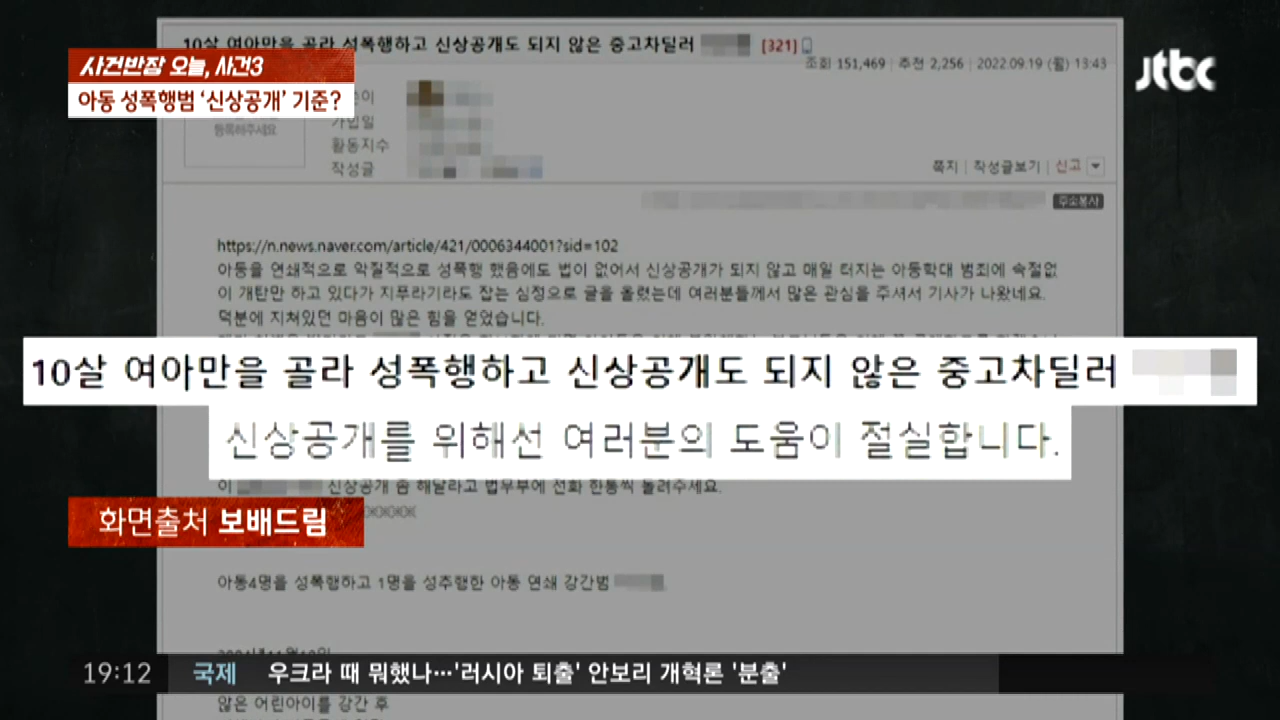 10살 여아만을 골라 성폭행하고 신상공개도 되지 않은 중고차딜러 [321]
사건반장 오늘, 사건3
조회 151,469 | 추천 2,256 | 2022.09.19 (월) 13:43
jtbc
아동 성폭행범 ‘신상공개’ 기준?
등록해주세요
가입일
활동지수
작성글
쪽지 | 작성글보기 | 신고
주소복사
https://n.news.naver.com/article/421/0006344001?sid=102
아동을 연쇄적으로 악질적으로 성폭행 했음에도 법이 없어서 신상공개가 되지 않고 매일 터지는 아동학대 범죄에 속절없
이 개탄만 하고 있다가 지푸라기라도 잡는 심정으로 글을 올렸는데 여러분들께서 많은 관심을 주셔서 기사가 나왔네요.
덕분에 지쳐있던 마음이 많은 힘을 얻었습니다.
10살 여아만을 골라 성폭행하고 신상공개도 되지 않은 중고차딜러
신상공개를 위해선 여러분의 도움이 절실합니다.
이 신상공개 좀 해달라고 법무부에 전화 한통씩 돌려주세요.
화면출처 보배드림
아동4명을 성폭행하고 1명을 성추행한 아동 연쇄 강간범
19:12 국제 우크라 때 뭐했나…'러시아 퇴출' 안보리 개혁론 '분출'
않은 어린아이를 강간 후